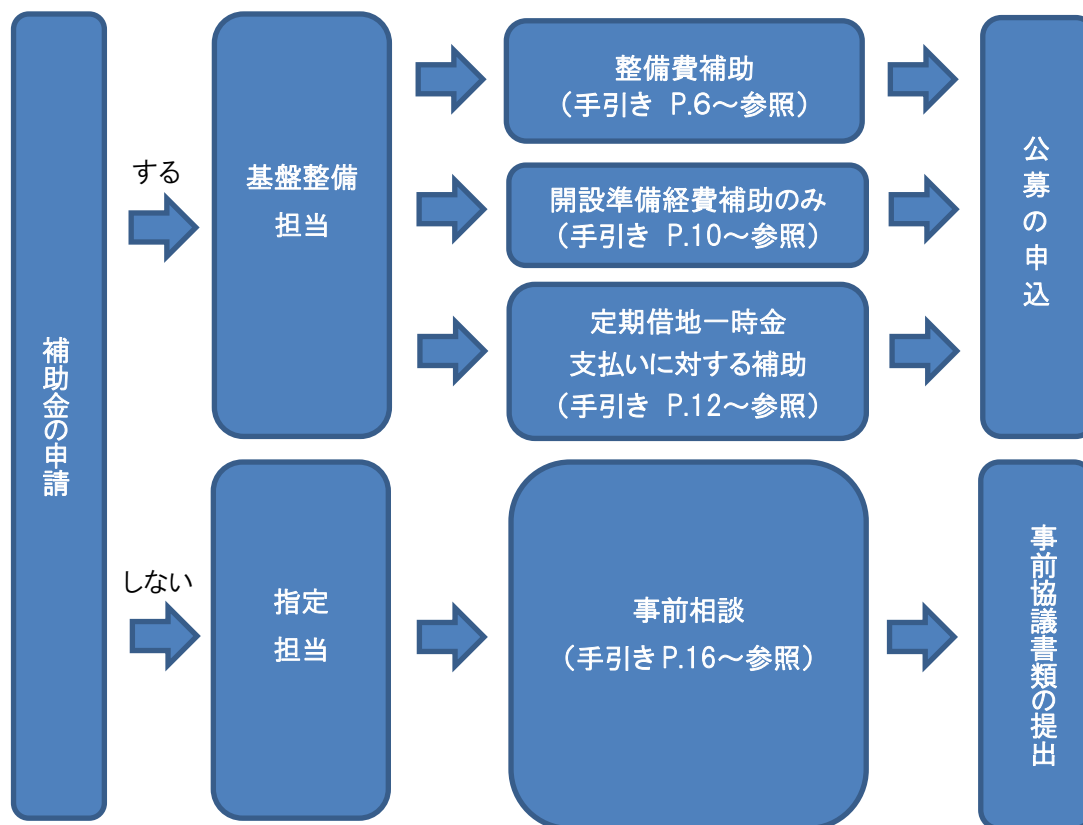 補助金の申請
する
基盤整備
担当
整備費補助
（手引き P.6～参照）
開設準備経費補助のみ
（手引き P.10～参照）
定期借地一時金
支払いに対する補助
（手引き P.12～参照）
公募の申込
しない
指定
担当
事前相談
（手引きP.16～参照）
事前協議書類の提出